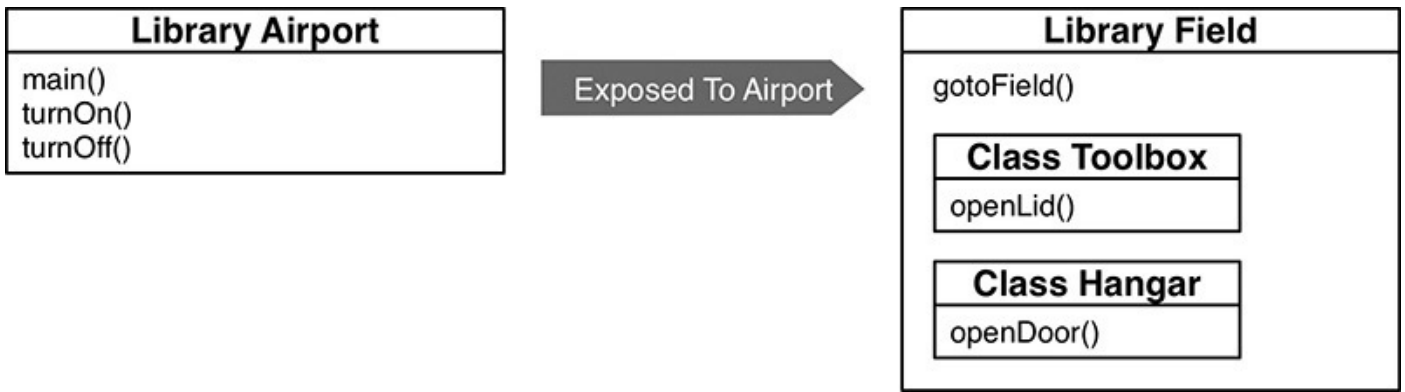 Library Airport
main()
turnOn()
turnOff()
Exposed To Airport
Library Field
gotoField()
Class Toolbox
openLid()
Class Hangar
openDoor()